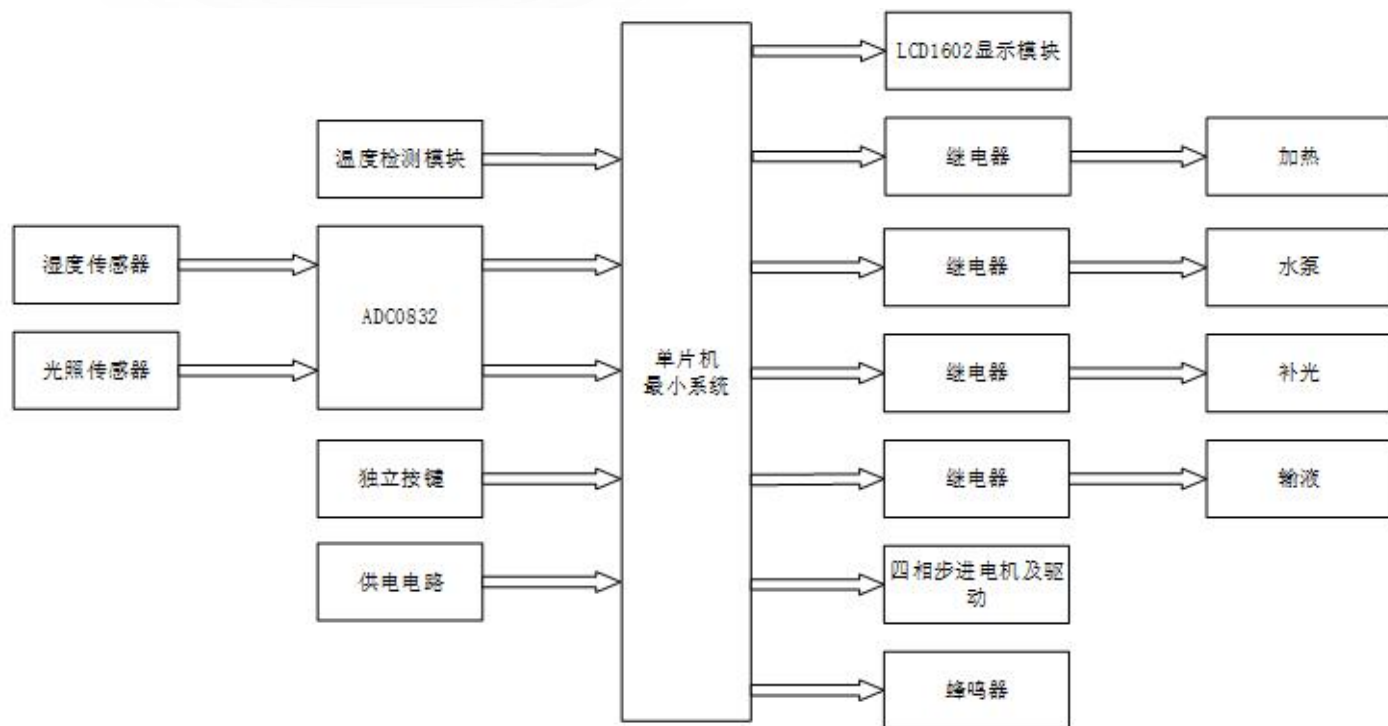 LCD1602显示模块
温度检测模块
继电器
加热
湿度传感器
ADC0832
继电器
水泵
光照传感器
单片机
最小系统
继电器
补光
独立按键
继电器
输液
供电电路
四相步进电机及驱
动
蜂鸣器